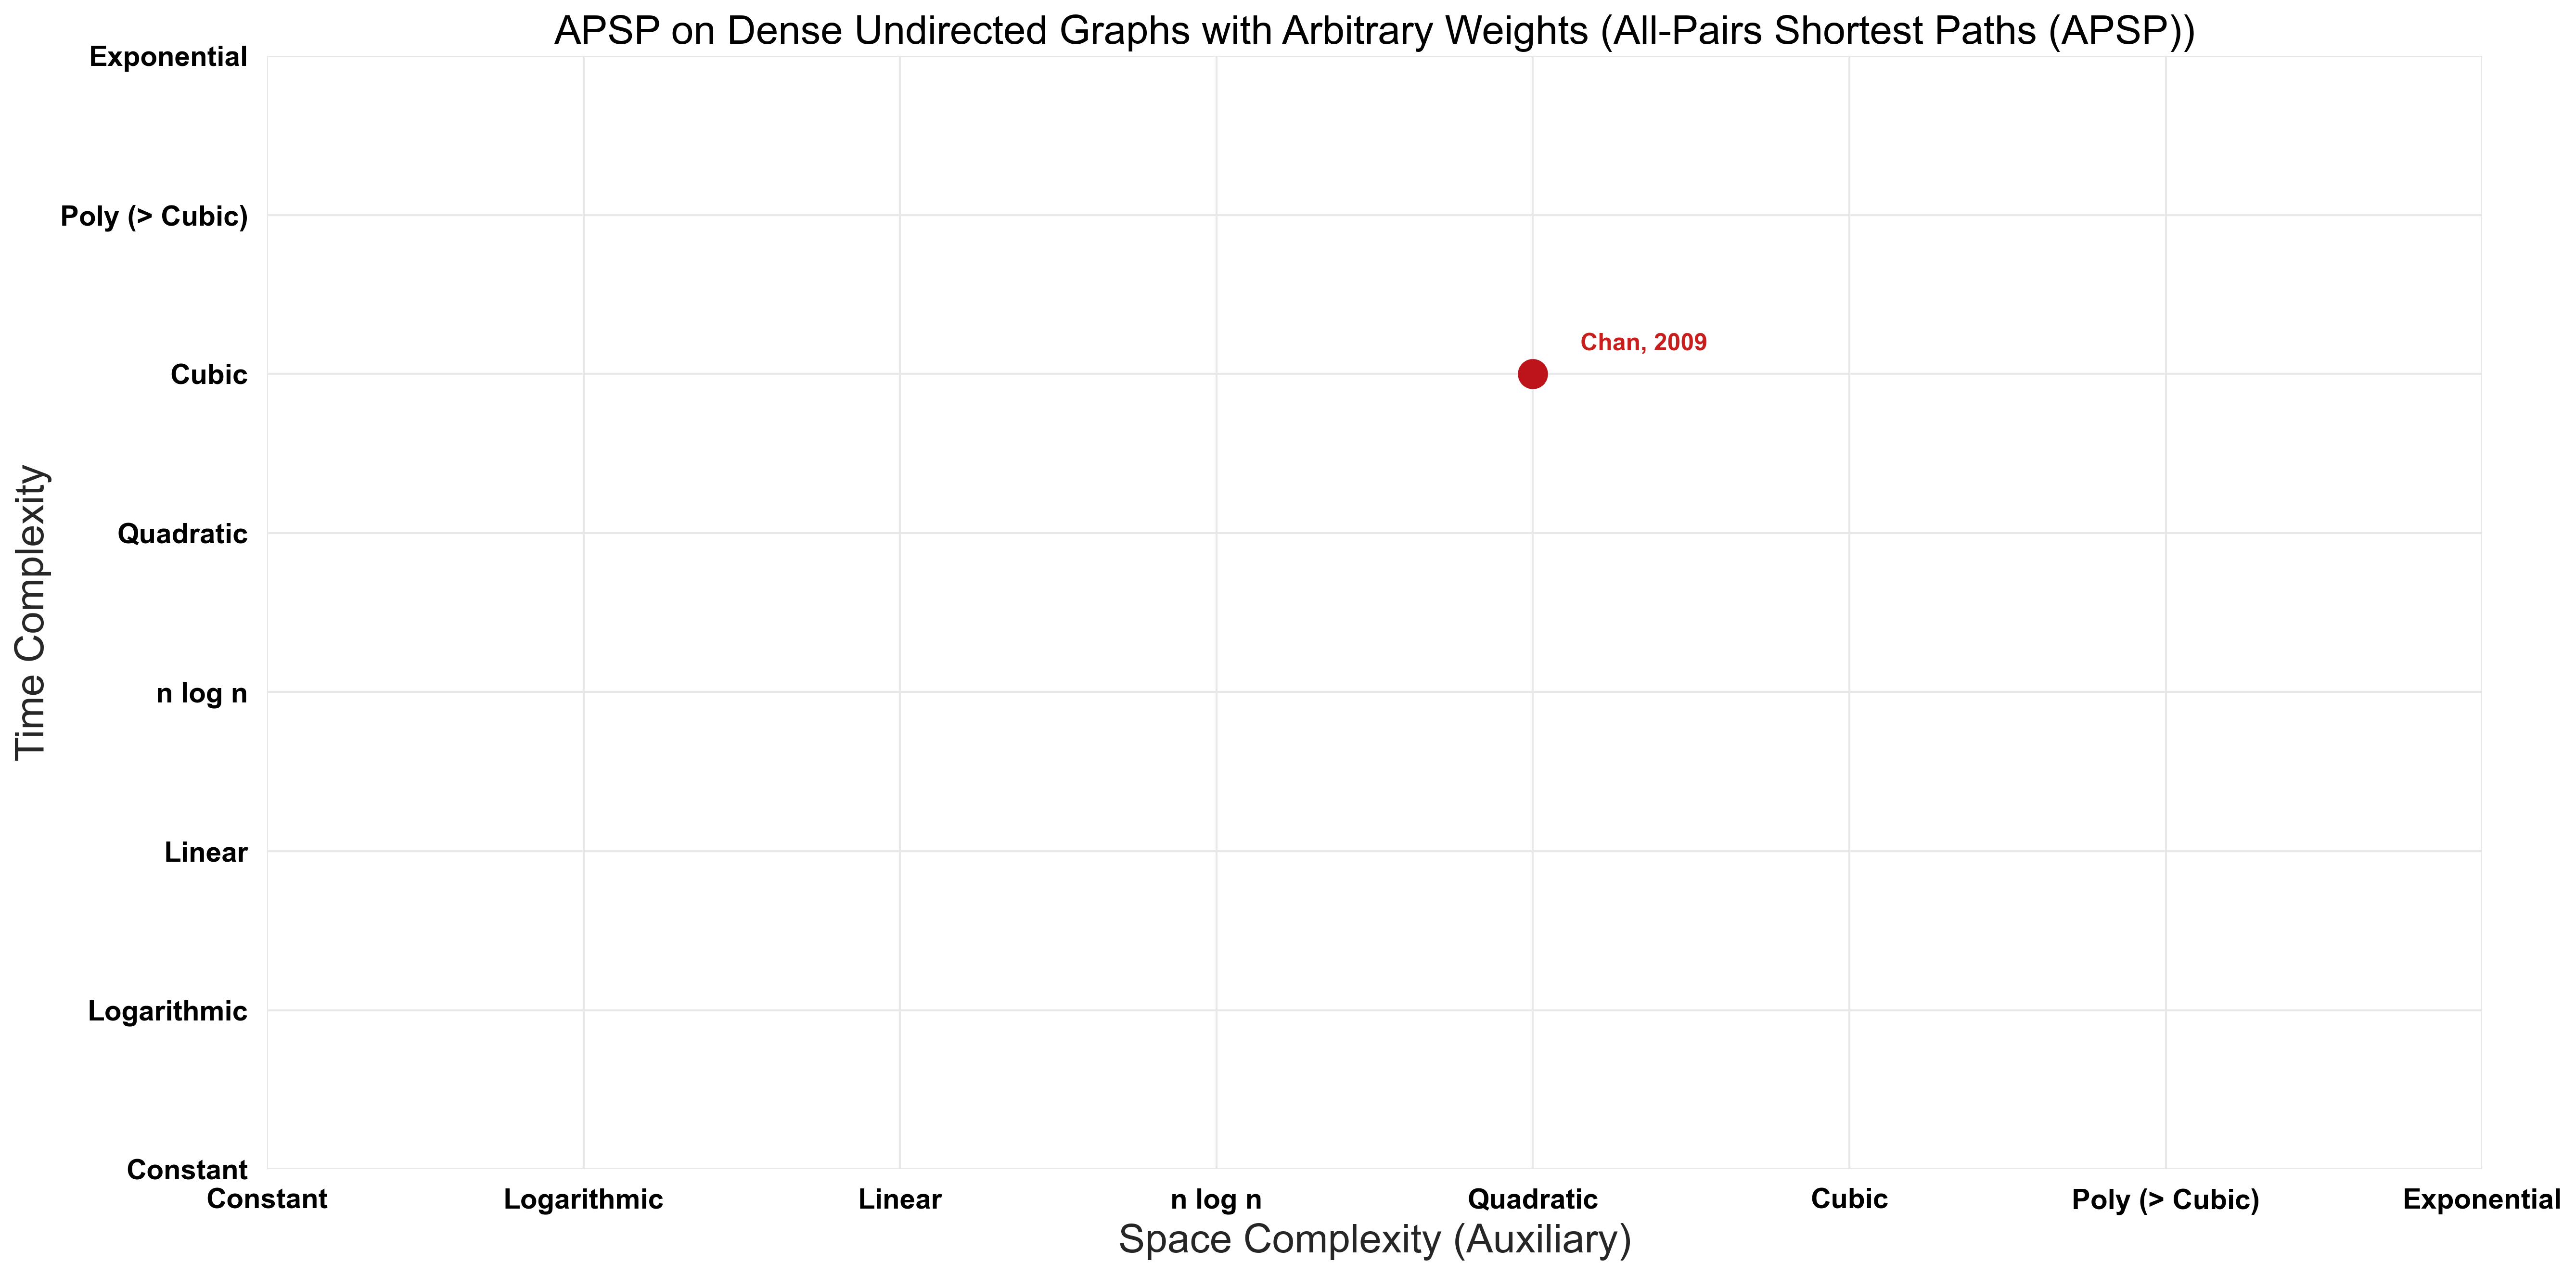 APSP on Dense Undirected Graphs with Arbitrary Weights (All-Pairs Shortest Paths (APSP))
Exponential
Poly (> Cubic)
Cubic
Quadratic
n log n
Linear
Logarithmic
Constant
Time Complexity
Chan, 2009
Constant
Logarithmic
Linear
n log n
Quadratic
Cubic
Poly (> Cubic)
Exponential
Space Complexity (Auxiliary)